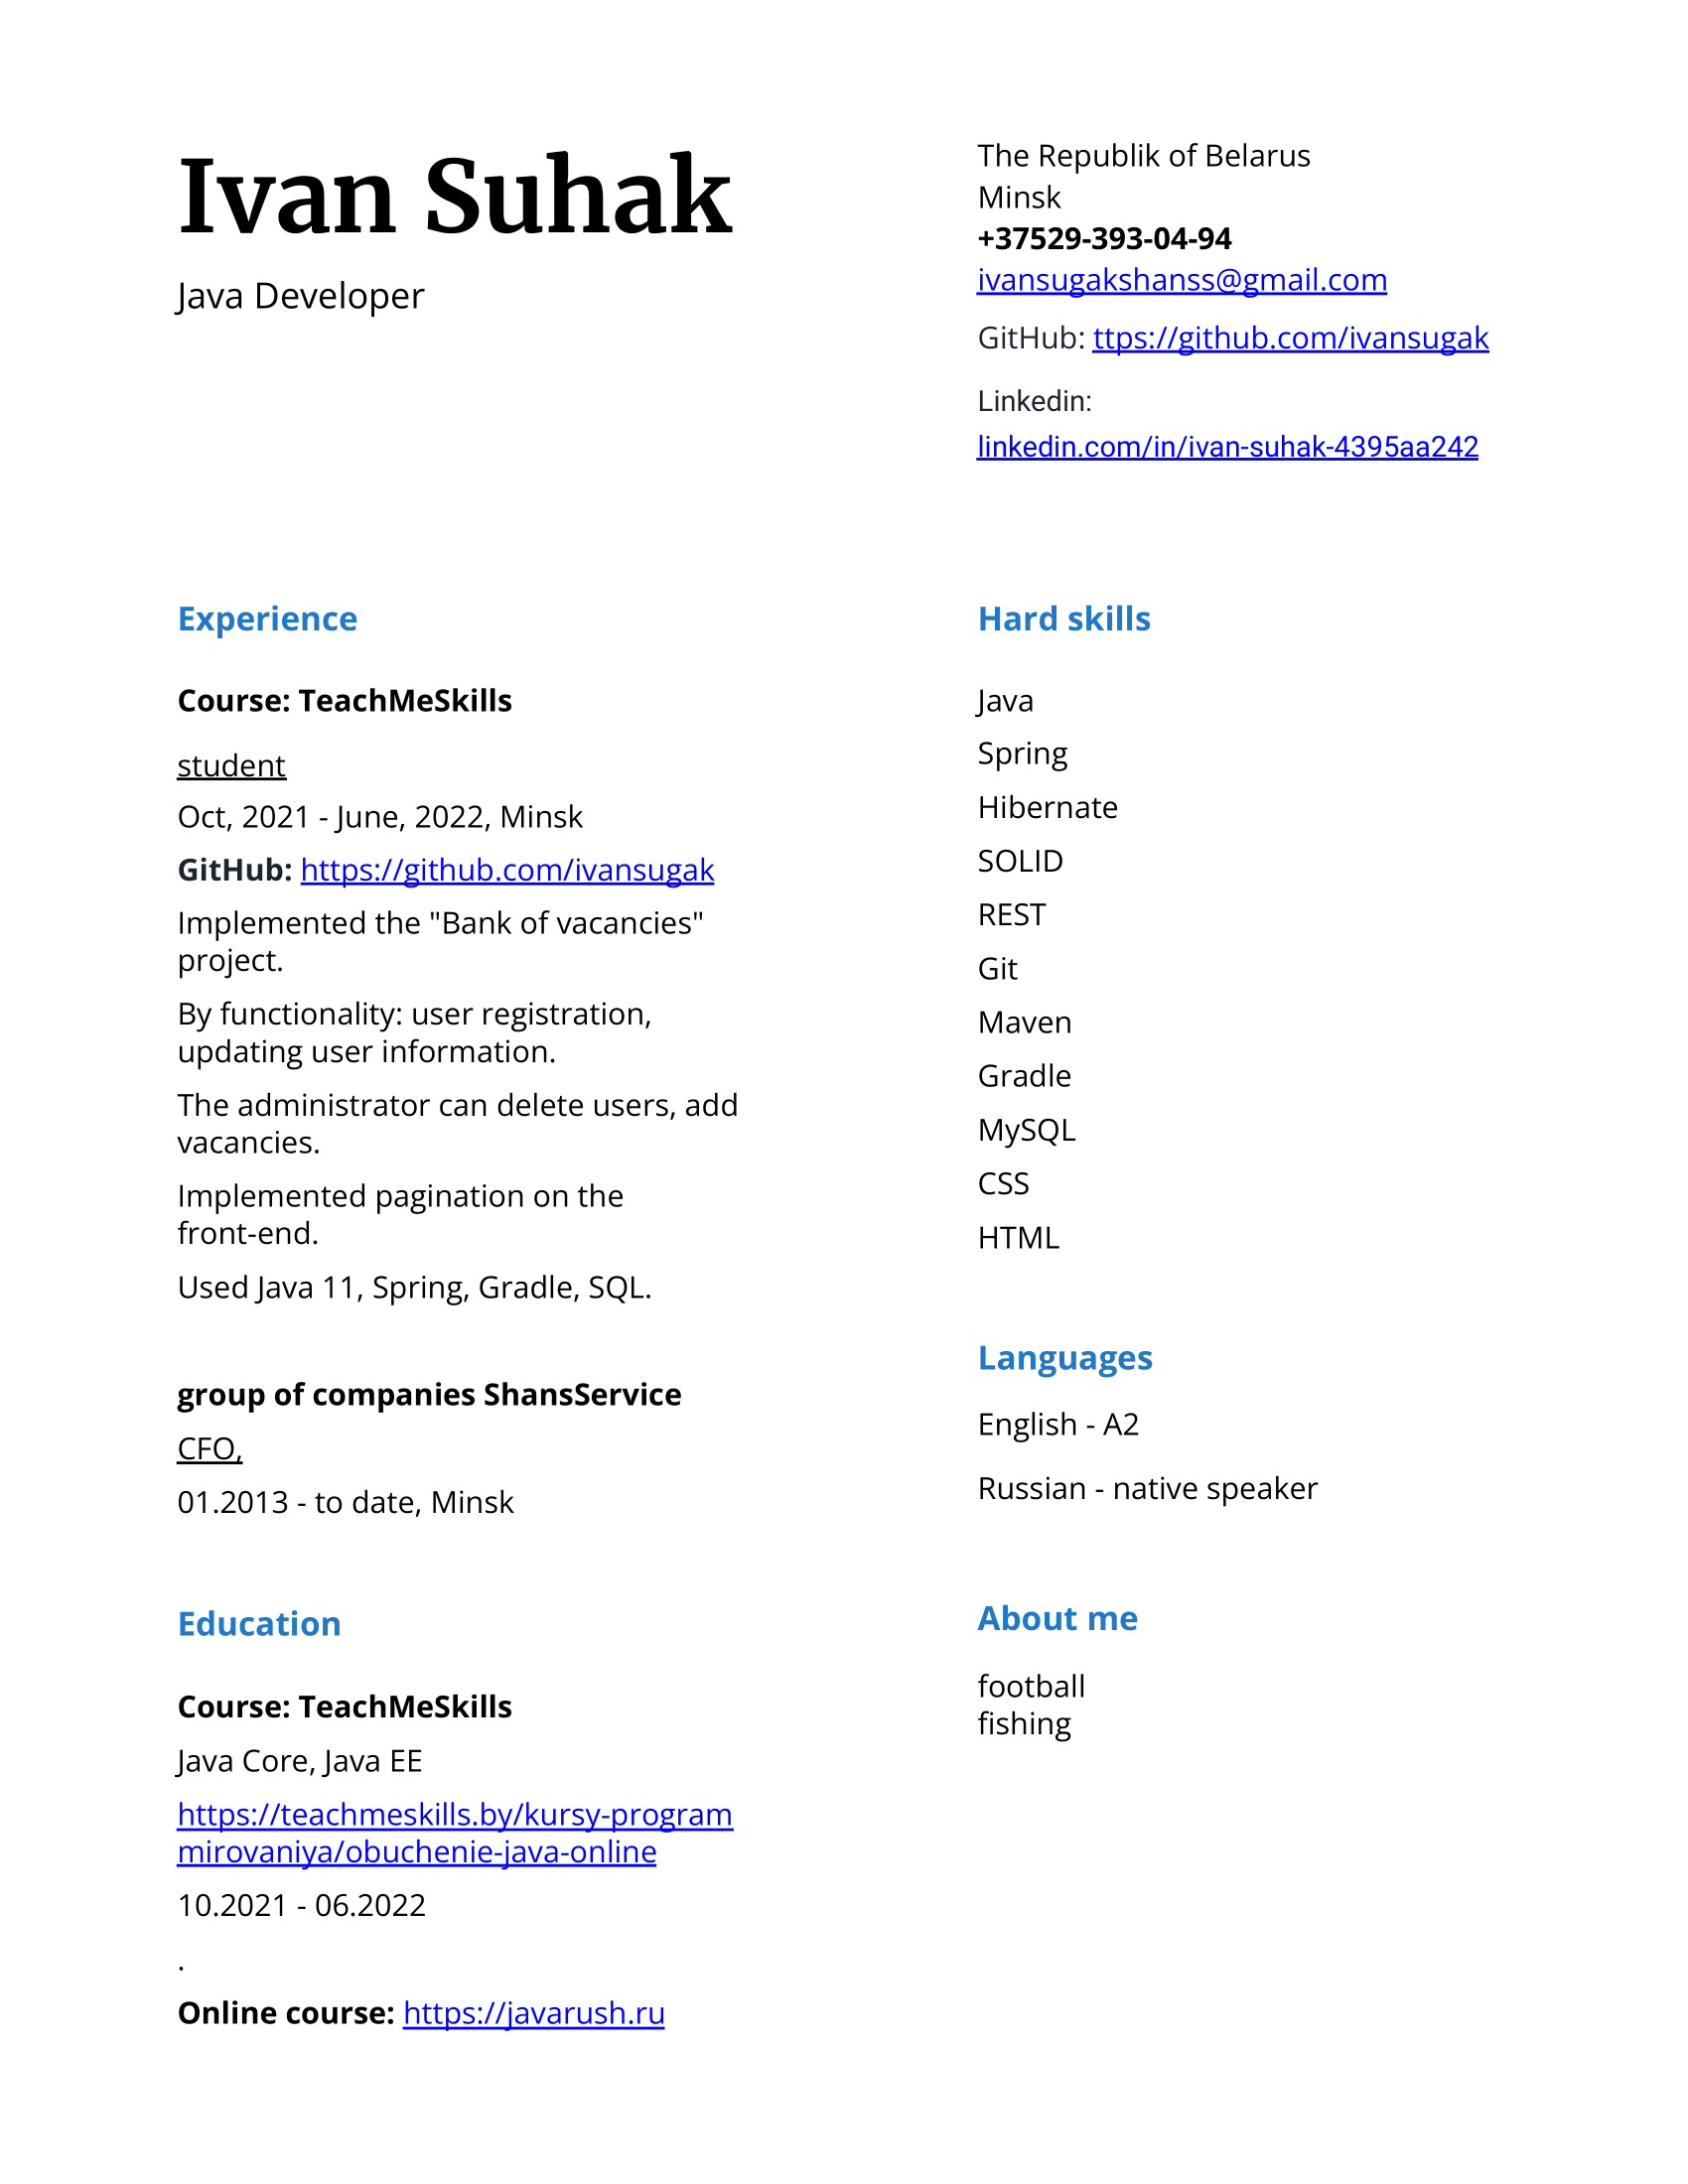 Ivan Suhak
Java Developer
The Republik of Belarus
Minsk
+37529-393-04-94
ivansugakshanss@gmail.com
GitHub: ttps://github.com/ivansugak
Linkedin:
linkedin.com/in/ivan-suhak-4395aa242
Experience
Course: TeachMeSkills
student
Oct, 2021 - June, 2022, Minsk
GitHub: https://github.com/ivansugak
Implemented the "Bank of vacancies"
project.
By functionality: user registration,
updating user information.
The administrator can delete users, add
vacancies.
Implemented pagination on the
front-end.
Used Java 11, Spring, Gradle, SQL.
group of companies ShansService
CFO,
01.2013 - to date, Minsk
Education
Course: TeachMeSkills
Java Core, Java EE
https://teachmeskills.by/kursy-program
mirovaniya/obuchenie-java-online
10.2021 - 06.2022
.
Online course: https://javarush.ru
Hard skills
Java
Spring
Hibernate
SOLID
REST
Git
Maven
Gradle
MySQL
CSS
HTML
Languages
English - A2
Russian - native speaker
About me
football
fishing